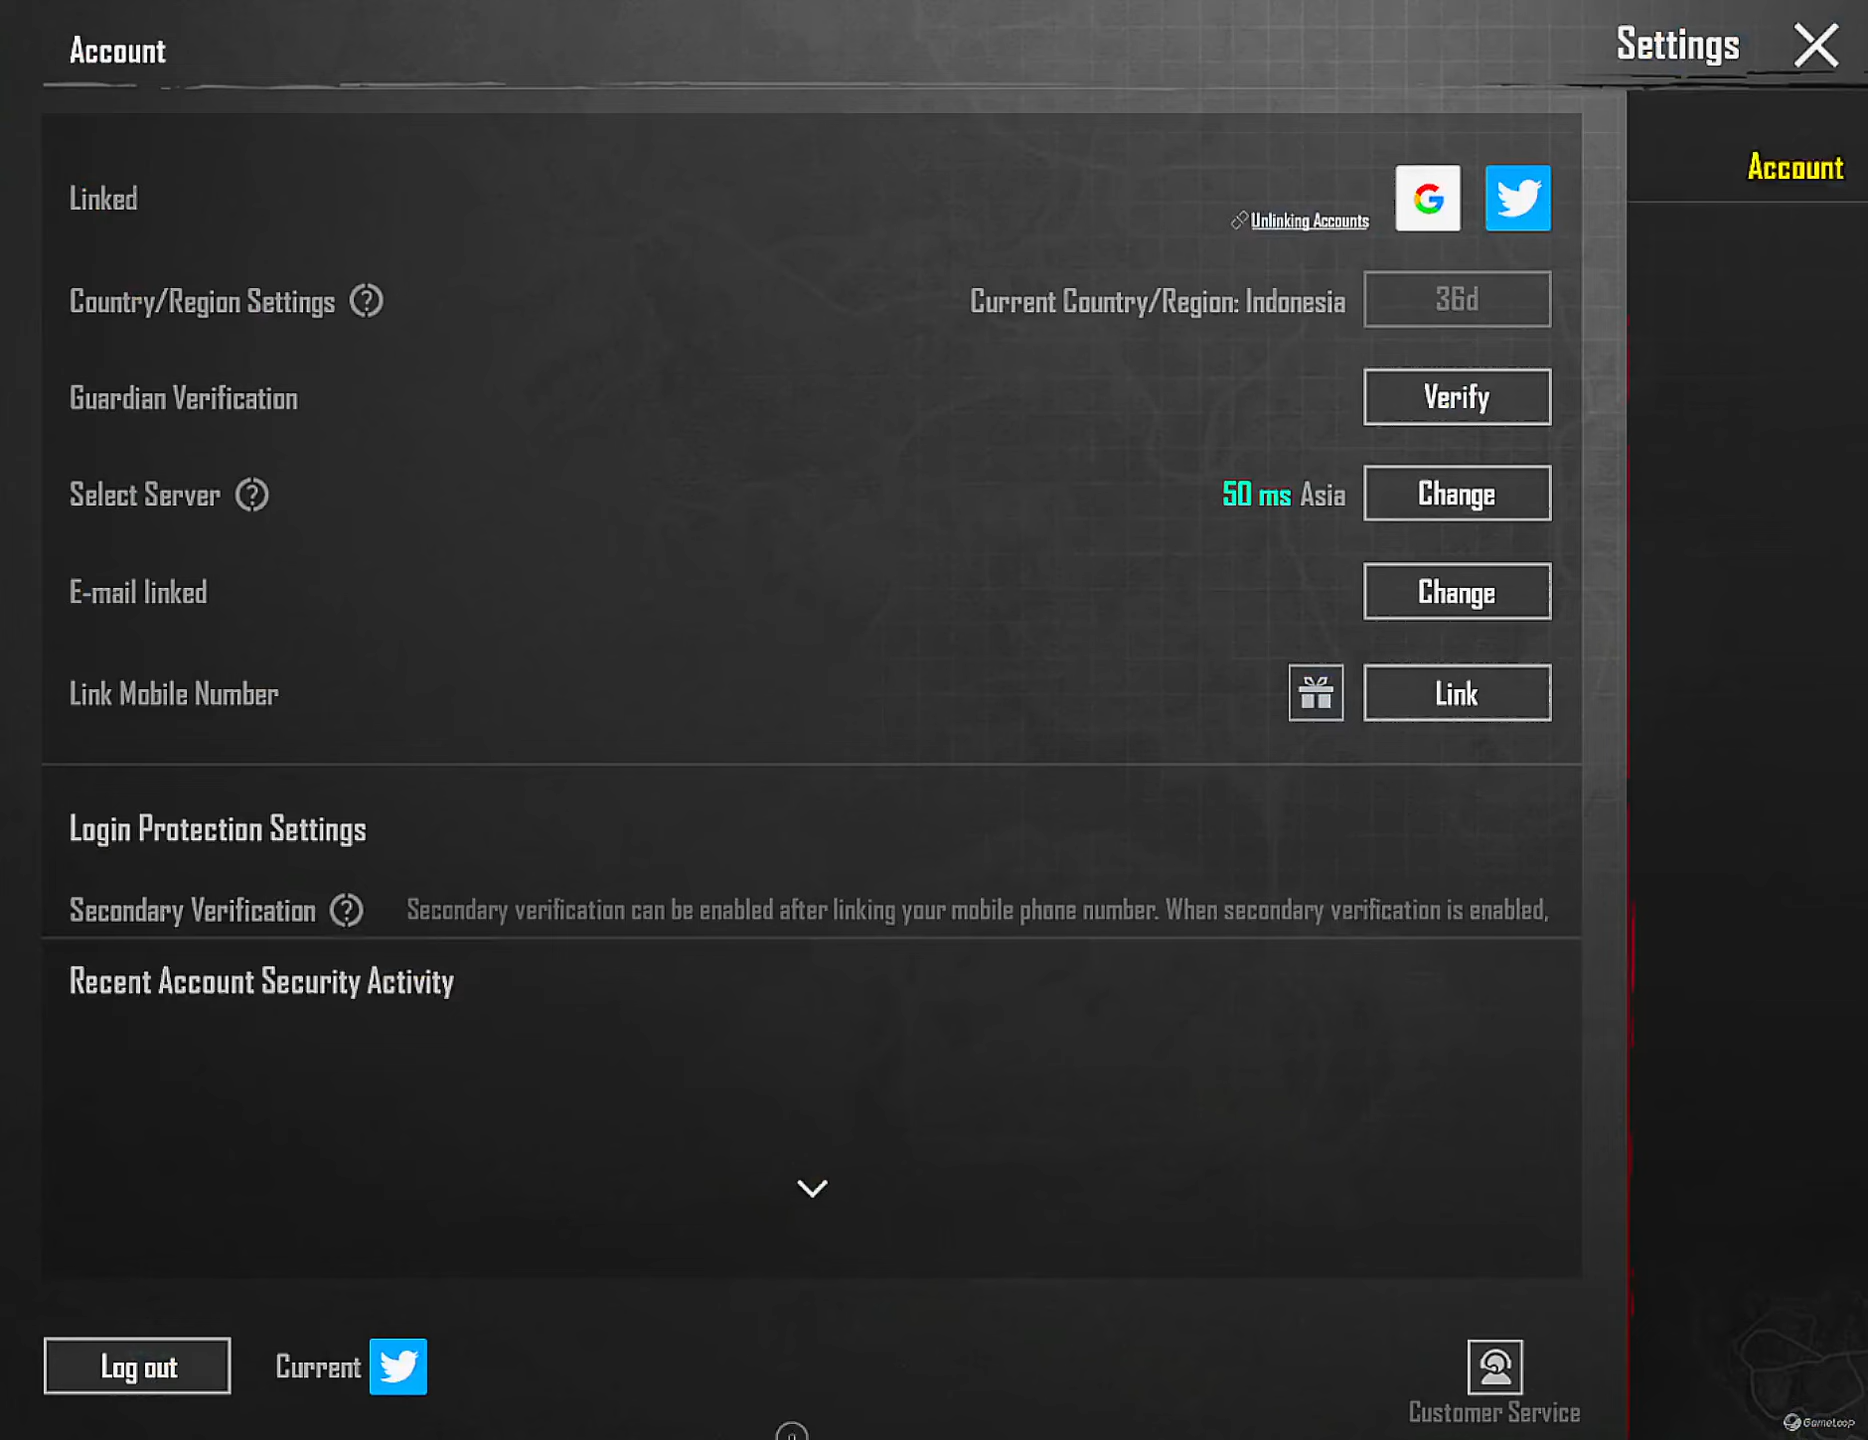 Account
Settings
Account
Linked
Unlinking Accounts
Country/Region Settings
Current Country/Region: Indonesia
36d
Guardian Verification
Verify
Select Server
50 ms Asia
Change
E-mail linked
Change
Link Mobile Number
Link
Login Protection Settings
Secondary Verification
Secondary verification can be enabled after linking your mobile phone number. When secondary verification is enabled,
Recent Account Security Activity
Log out
Current
Customer Service
GameLoop